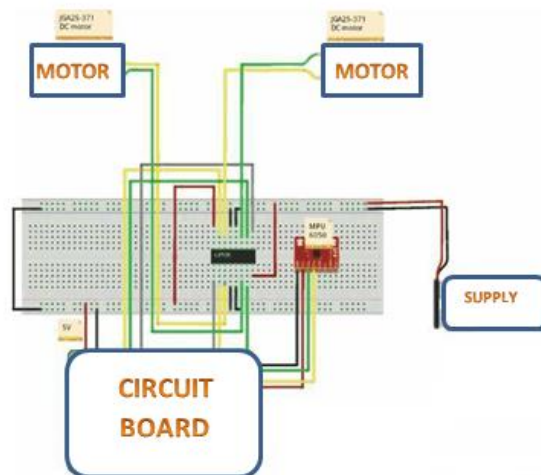 JGA25-371
DC motor
JGA25-371
DC motor
MOTOR
MOTOR
MPU
6050
SUPPLY
5V
CIRCUIT
BOARD